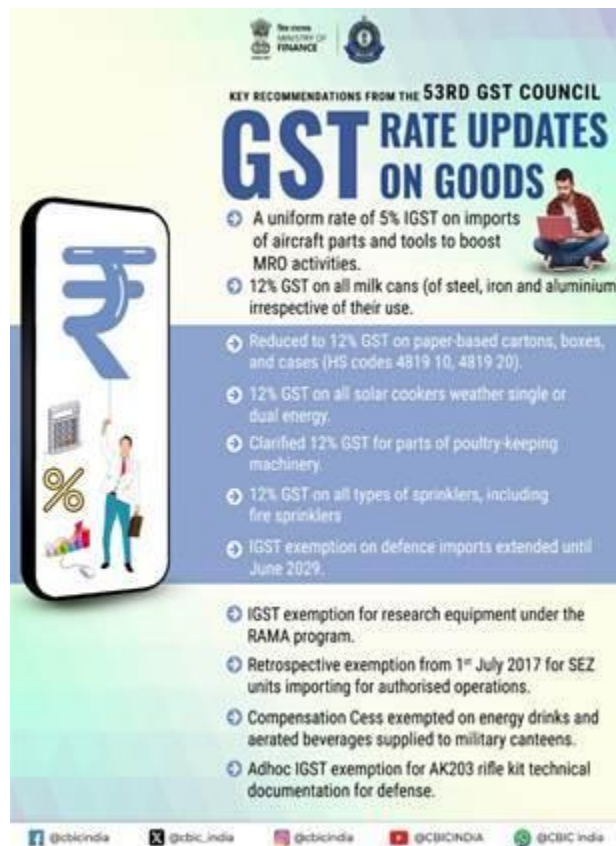 वित्त मंत्रालय
MINISTRY OF
FINANCE
KEY RECOMMENDATIONS FROM THE 53RD GST COUNCIL
GST RATE UPDATES
ON GOODS
A uniform rate of 5% IGST on imports
of aircraft parts and tools to boost
MRO activities.
12% GST on all milk cans (of steel, iron and aluminium
irrespective of their use.
Reduced to 12% GST on paper-based cartons, boxes,
and cases (HS codes 4819 10, 4819 20).
12% GST on all solar cookers weather single or
dual energy.
Clarified 12% GST for parts of poultry-keeping
machinery.
12% GST on all types of sprinklers, including
fire sprinklers
IGST exemption on defence imports extended until
June 2029.
IGST exemption for research equipment under the
RAMA program.
Retrospective exemption from 1st July 2017 for SEZ
units importing for authorised operations.
Compensation Cess exempted on energy drinks and
aerated beverages supplied to military canteens.
Adhoc IGST exemption for AK203 rifle kit technical
documentation for defense.
@cbicindia @cbic_india @cbicindia @CBICINDIA @CBIC india